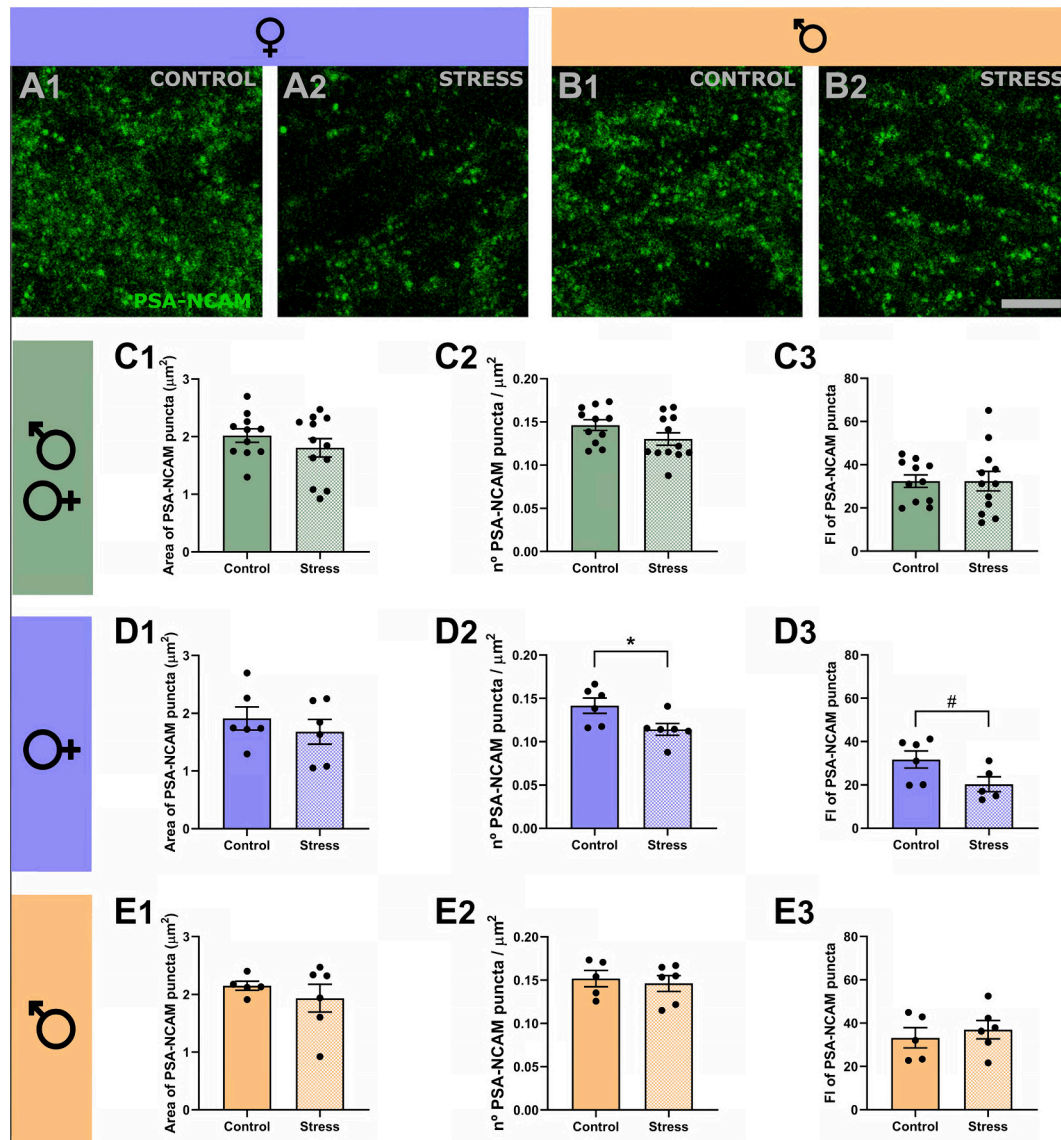 ♀ ♂
A1 CONTROL A2 STRESS B1 CONTROL B2 STRESS
PSA-NCAM
♂
♀
C1
Area of PSA-NCAM puncta (μm²)
3
2
1
0
Control Stress
C2
nº PSA-NCAM puncta / μm²
0.20
0.15
0.10
0.05
0.00
Control Stress
C3
FI of PSA-NCAM puncta
80
60
40
20
0
Control Stress
♀
D1
Area of PSA-NCAM puncta (μm²)
3
2
1
0
Control Stress
D2
nº PSA-NCAM puncta / μm²
0.20
0.15
0.10
0.05
0.00
*
Control Stress
D3
FI of PSA-NCAM puncta
80
60
40
20
0
#
Control Stress
♂
E1
Area of PSA-NCAM puncta (μm²)
3
2
1
0
Control Stress
E2
nº PSA-NCAM puncta / μm²
0.20
0.15
0.10
0.05
0.00
Control Stress
E3
FI of PSA-NCAM puncta
80
60
40
20
0
Control Stress